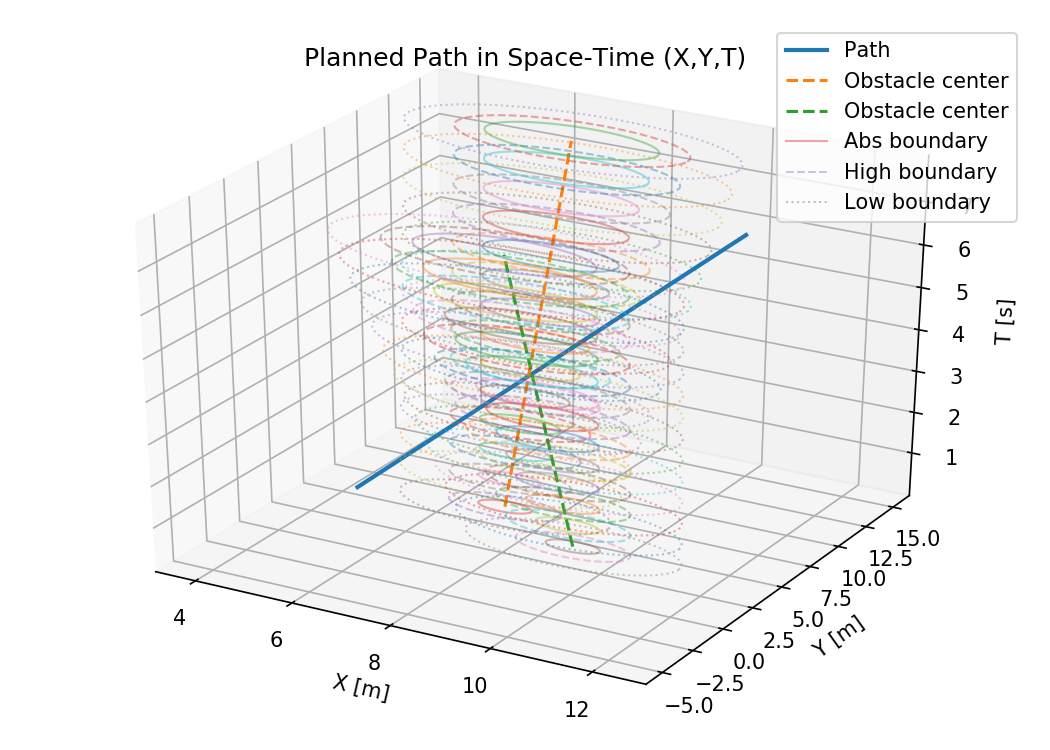 Planned Path in Space-Time (X,Y,T)
Path
Obstacle center
Obstacle center
Abs boundary
High boundary
Low boundary
6
5
4
3
2
1
T [s]
15.0
12.5
10.0
7.5
5.0
2.5
0.0
−2.5
−5.0
Y [m]
4
6
8
10
12
X [m]